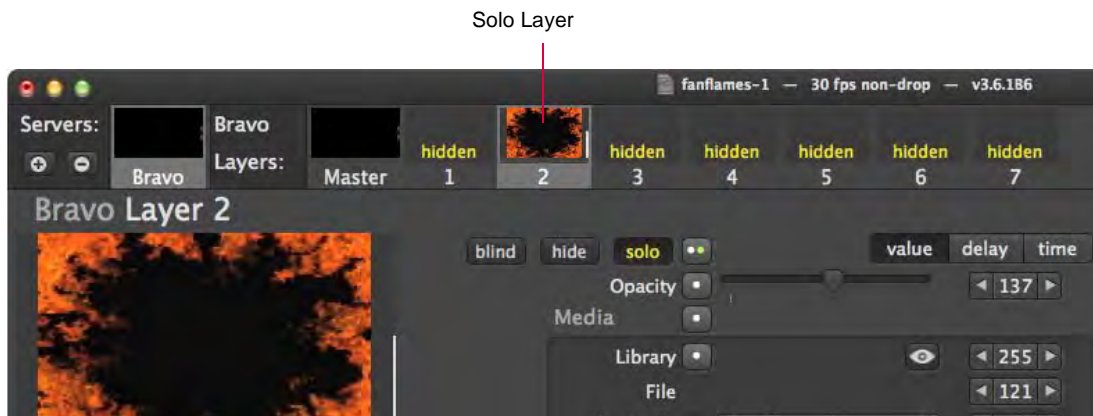 Solo Layer
fanflames-1 — 30 fps non-drop — v3.6.1B6
Servers:
Bravo
Bravo
Layers:
Master
hidden
1
2
hidden
3
hidden
4
hidden
5
hidden
6
hidden
7
Bravo Layer 2
blind hide solo value delay time
Opacity 137
Media
Library 255
File 121